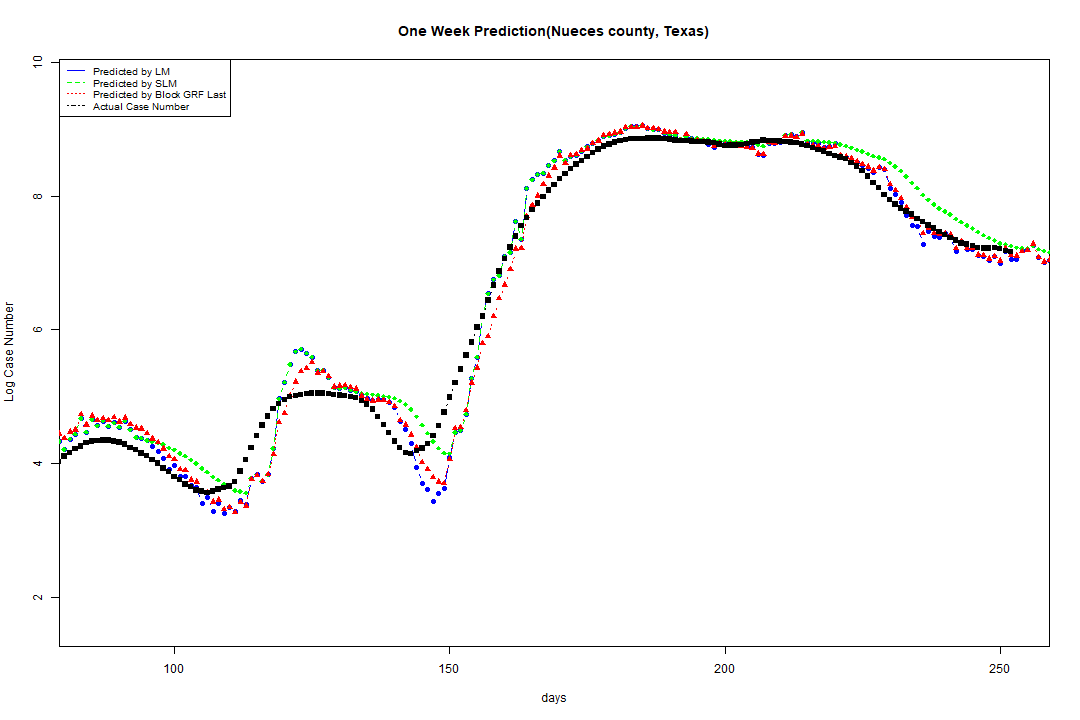 One Week Prediction(Nueces county, Texas)
10
Predicted by LM
Predicted by SLM
Predicted by Block GRF Last
Actual Case Number
8
6
4
2
Log Case Number
100 150 200 250
days